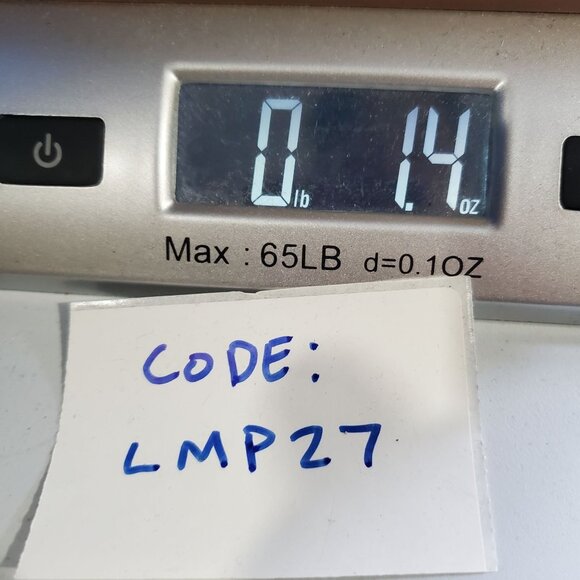 0 lb 1.4 oz
Max : 65LB d=0.1OZ
CODE:
LMP27